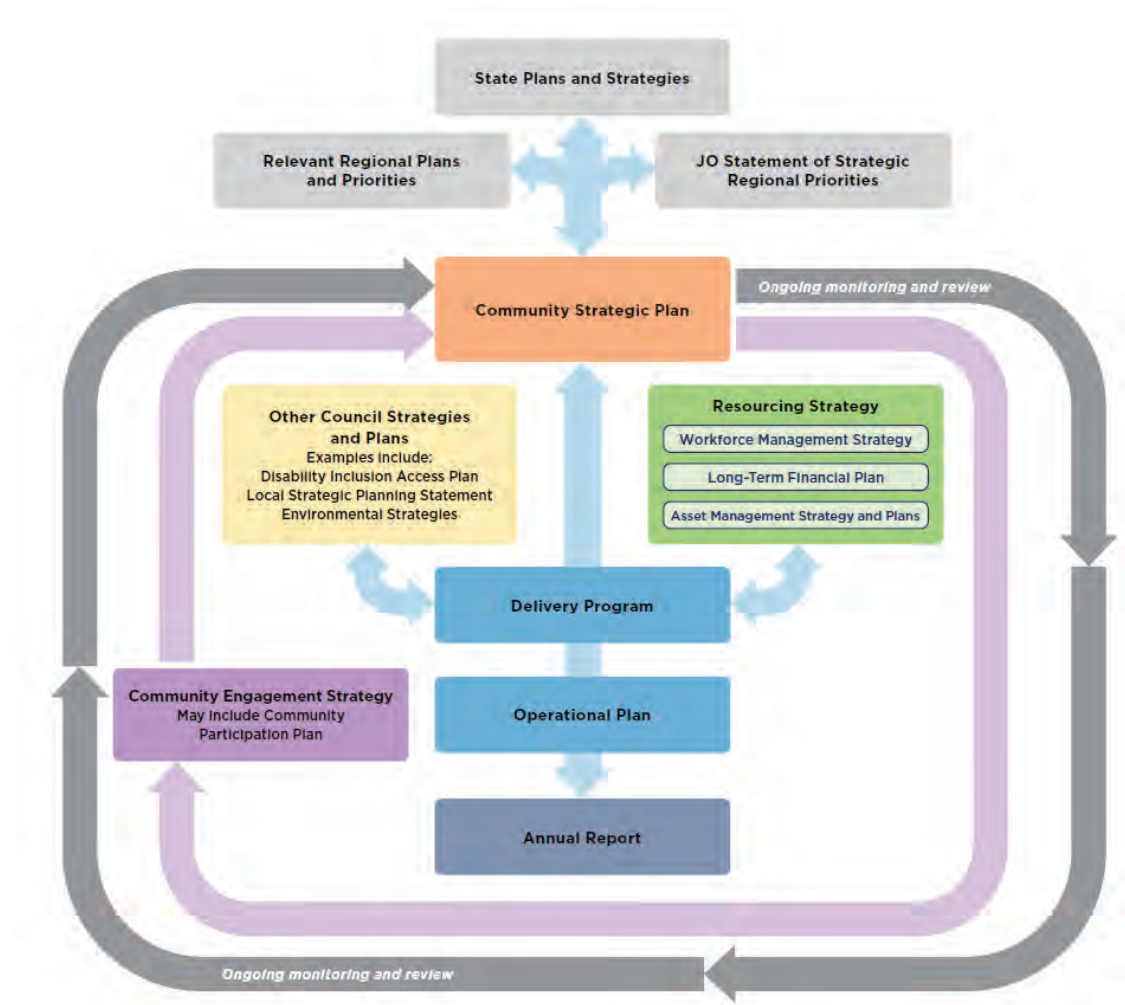 State Plans and Strategies
Relevant Regional Plans
and Priorities
JO Statement of Strategic
Regional Priorities
Community Strategic Plan
Ongoing monitoring and review
Other Council Strategies
and Plans
Examples include:
Disability Inclusion Access Plan
Local Strategic Planning Statement
Environmental Strategies
Resourcing Strategy
Workforce Management Strategy
Long-Term Financial Plan
Asset Management Strategy and Plans
Delivery Program
Community Engagement Strategy
May include Community
Participation Plan
Operational Plan
Annual Report
Ongoing monitoring and review